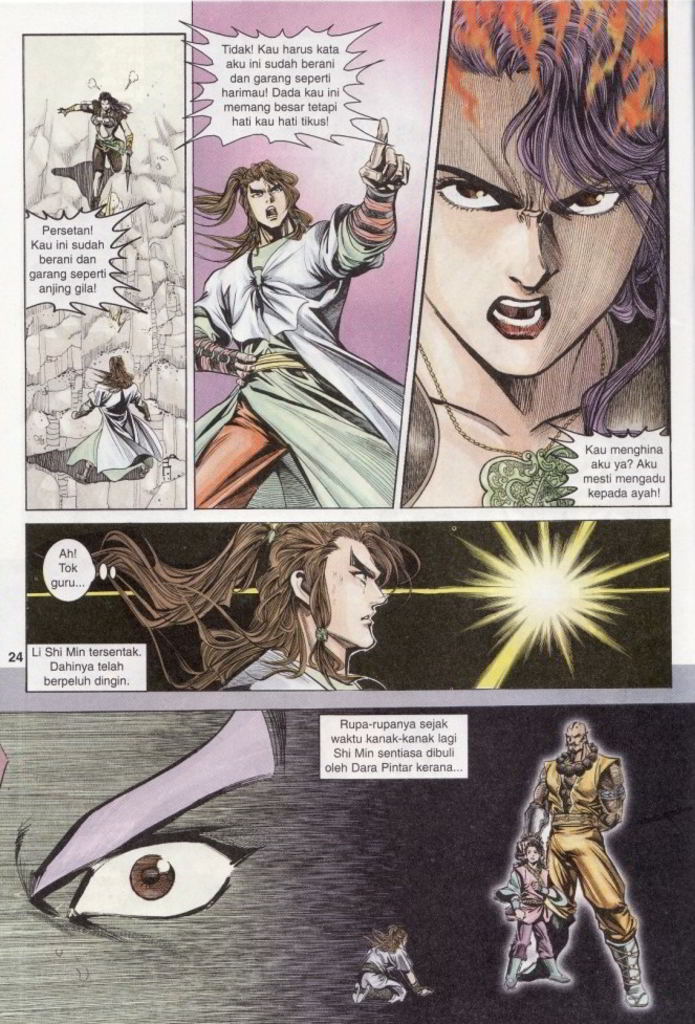 Persetan!
Kau ini sudah
berani dan
garang seperti
anjing gila!
Tidak! Kau harus kata
aku ini sudah berani
dan garang seperti
harimau! Dada kau ini
memang besar tetapi
hati kau hati tikus!
Kau menghina
aku ya? Aku
mesti mengadu
kepada ayah!
Ah!
Tok
guru...
Li Shi Min tersentak.
Dahinya telah
berpeluh dingin.
24
Rupa-rupanya sejak
waktu kanak-kanak lagi
Shi Min sentiasa dibuli
oleh Dara Pintar kerana...